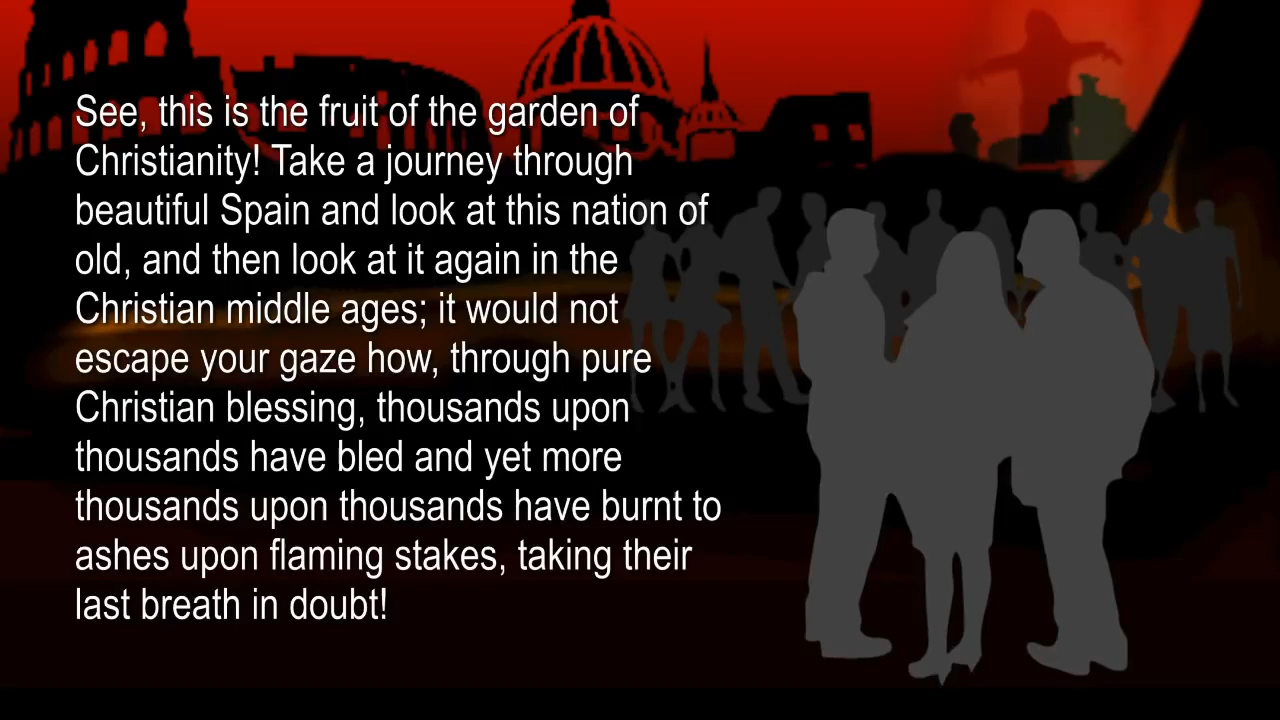 See, this is the fruit of the garden of
Christianity! Take a journey through
beautiful Spain and look at this nation of
old, and then look at it again in the
Christian middle ages; it would not
escape your gaze how, through pure
Christian blessing, thousands upon
thousands have bled and yet more
thousands upon thousands have burnt to
ashes upon flaming stakes, taking their
last breath in doubt!